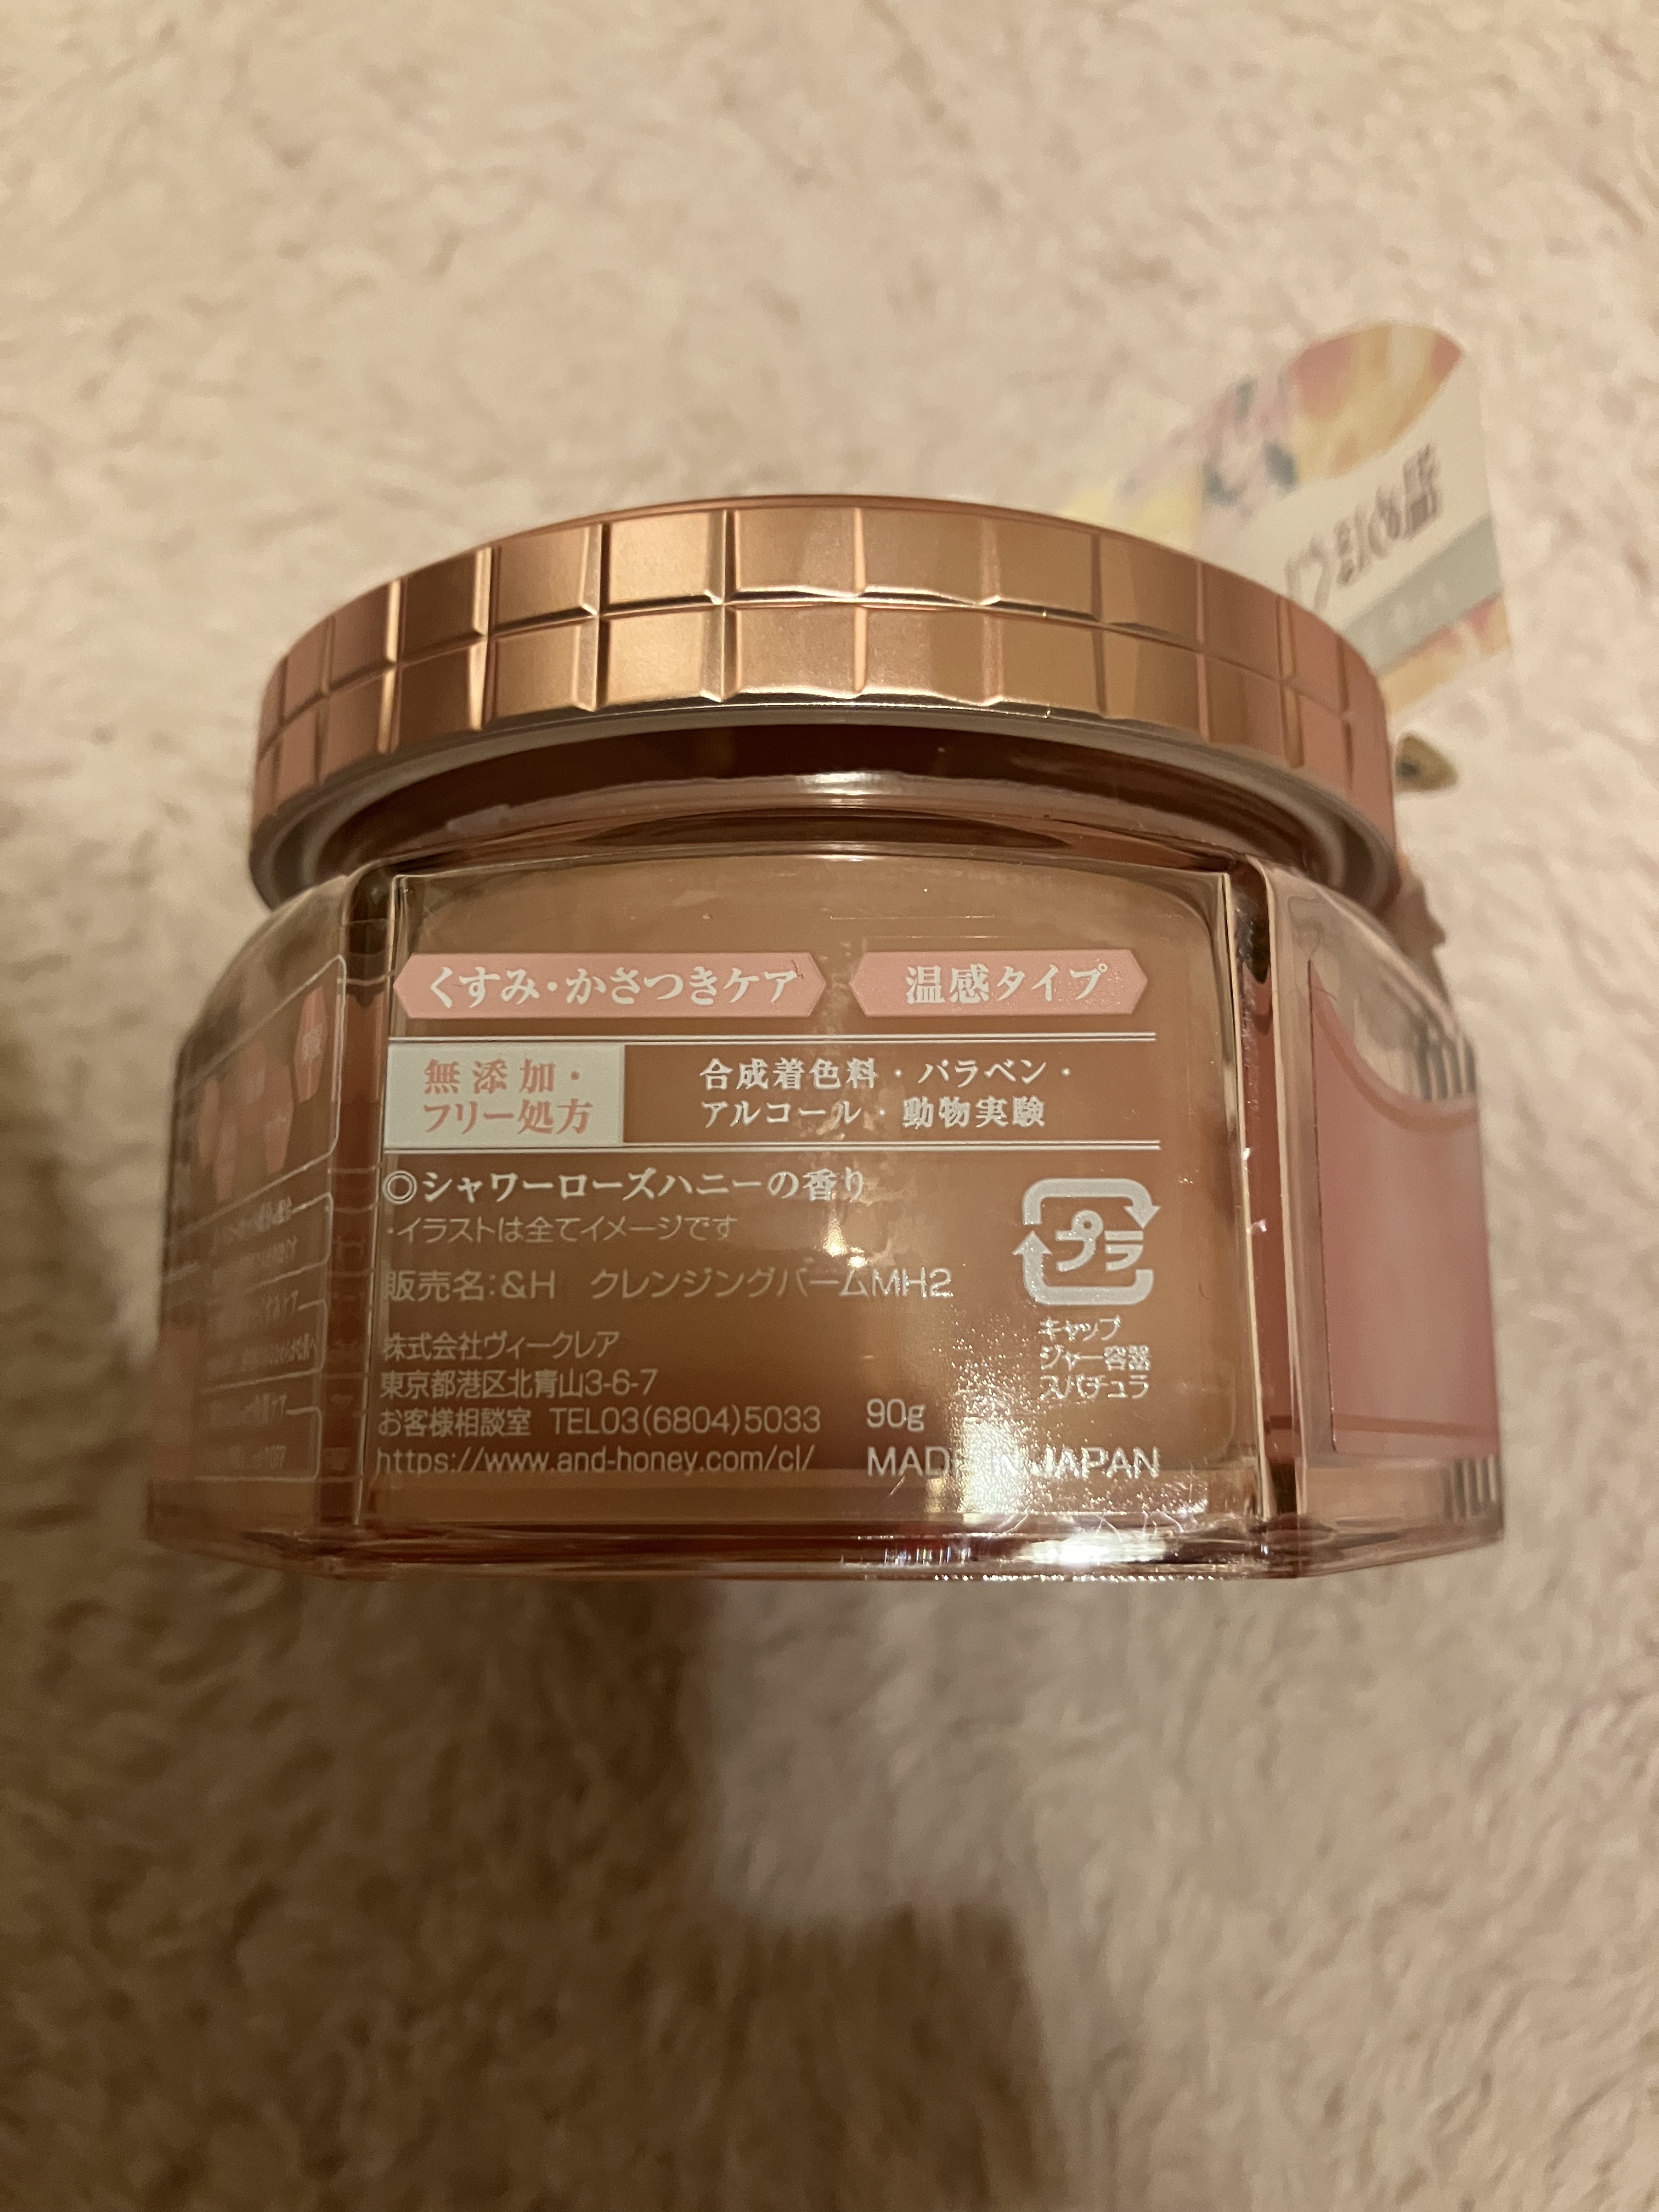 くすみ・かさつきケア
温感タイプ
無添加・
フリー処方
合成着色料・パラベン・
アルコール・動物実験
◎シャワーローズハニーの香り
・イラストは全てイメージです
販売名:&H クレンジングバームMH2
プラ
キャップ
ジャー容器
スパチュラ
株式会社ヴィークレア
東京都港区北青山3-6-7
お客様相談室 TEL03(6804)5033
https://www.and-honey.com/cl/
90g
MADE IN JAPAN